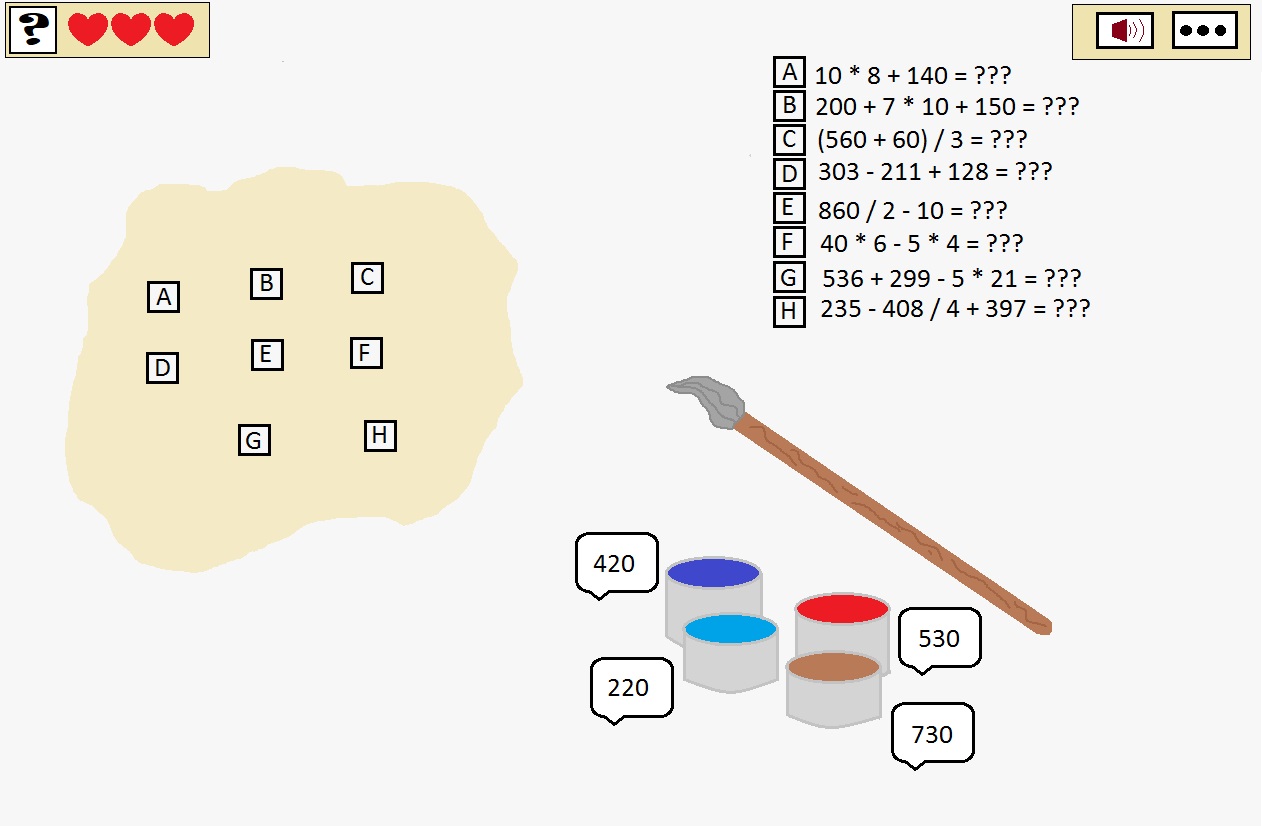 ?
A 10 * 8 + 140 = ???
B 200 + 7 * 10 + 150 = ???
C (560 + 60) / 3 = ???
D 303 - 211 + 128 = ???
E 860 / 2 - 10 = ???
F 40 * 6 - 5 * 4 = ???
G 536 + 299 - 5 * 21 = ???
H 235 - 408 / 4 + 397 = ???
A B C
D E F
G H
420
530
220
730